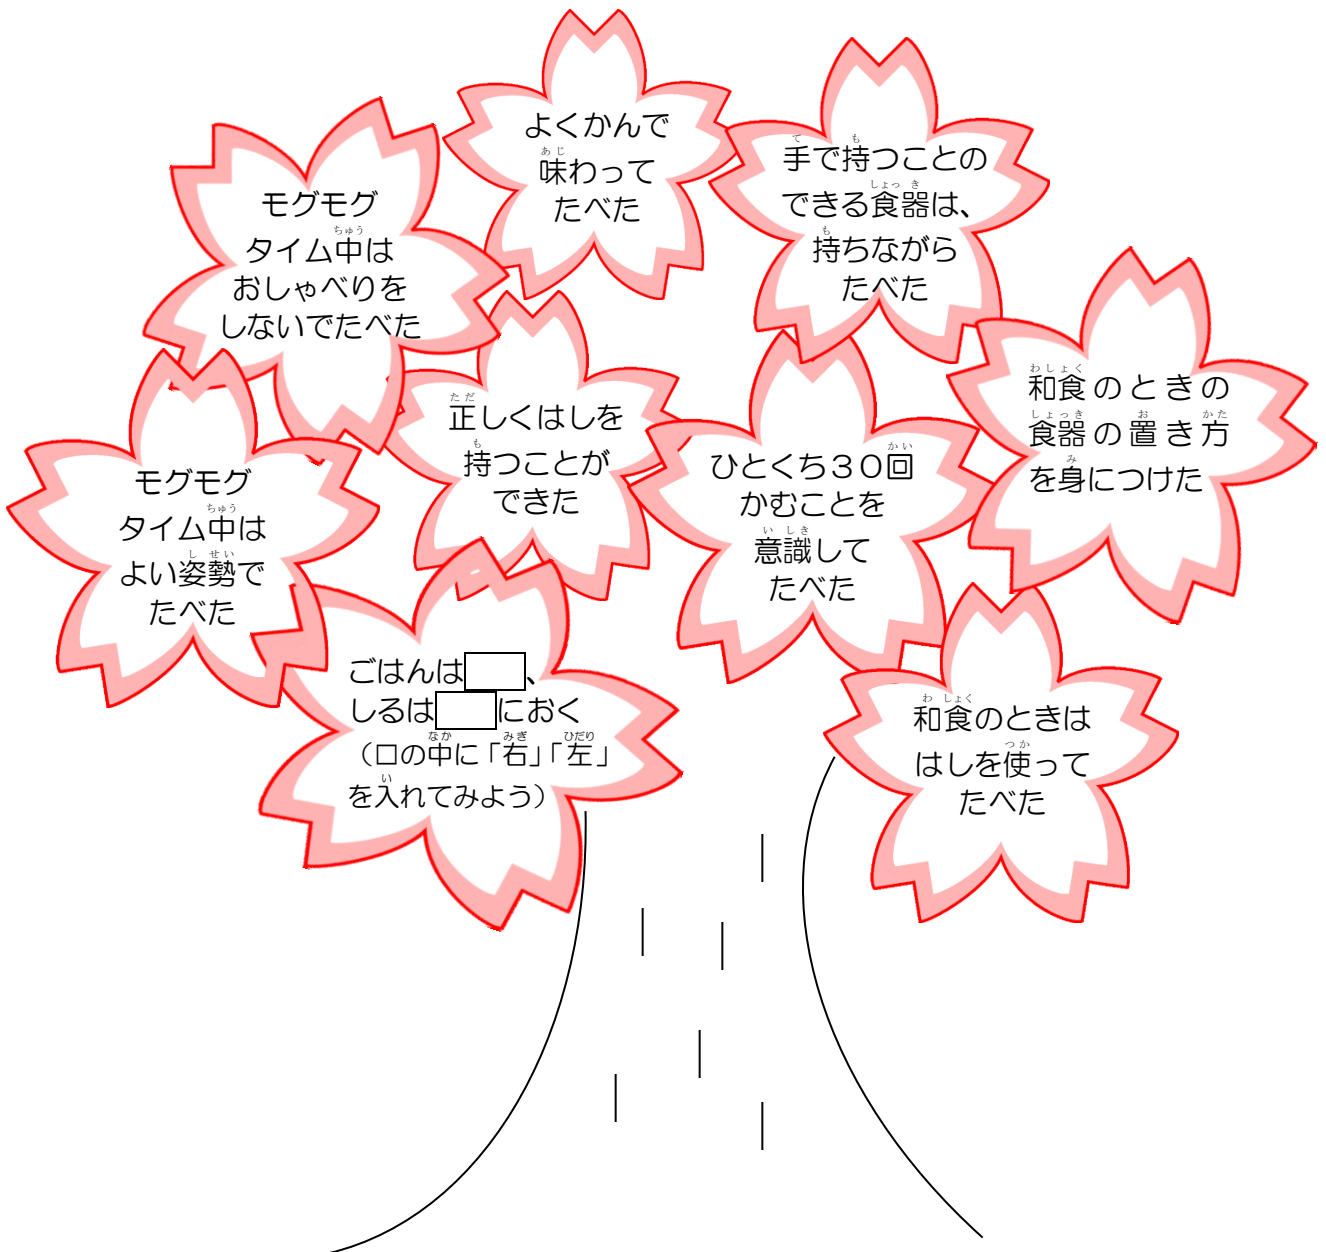 よくかんで
味わって
たべた
手で持つことの
できる食器は、
持ちながら
たべた
モグモグ
タイム中は
おしゃべりを
しないでたべた
正しくはしを
持つことが
できた
ひとくち30回
かむことを
意識して
たべた
和食のときの
食器の置き方
を身につけた
モグモグ
タイム中は
よい姿勢で
たべた
ごはんは□、
しるは□におく
（口の中に「右」「左」
を入れてみよう）
和食のときは
はしを使って
たべた